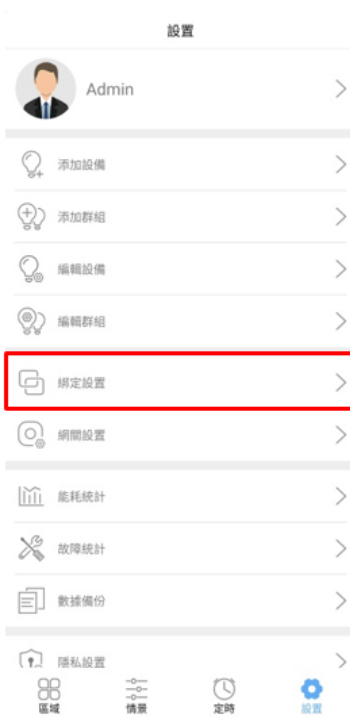 設置
Admin
添加設備
添加群組
編輯設備
編輯群組
綁定設置
網關設置
能耗統計
故障統計
數據備份
隱私設置
區域 情景 定時 設置